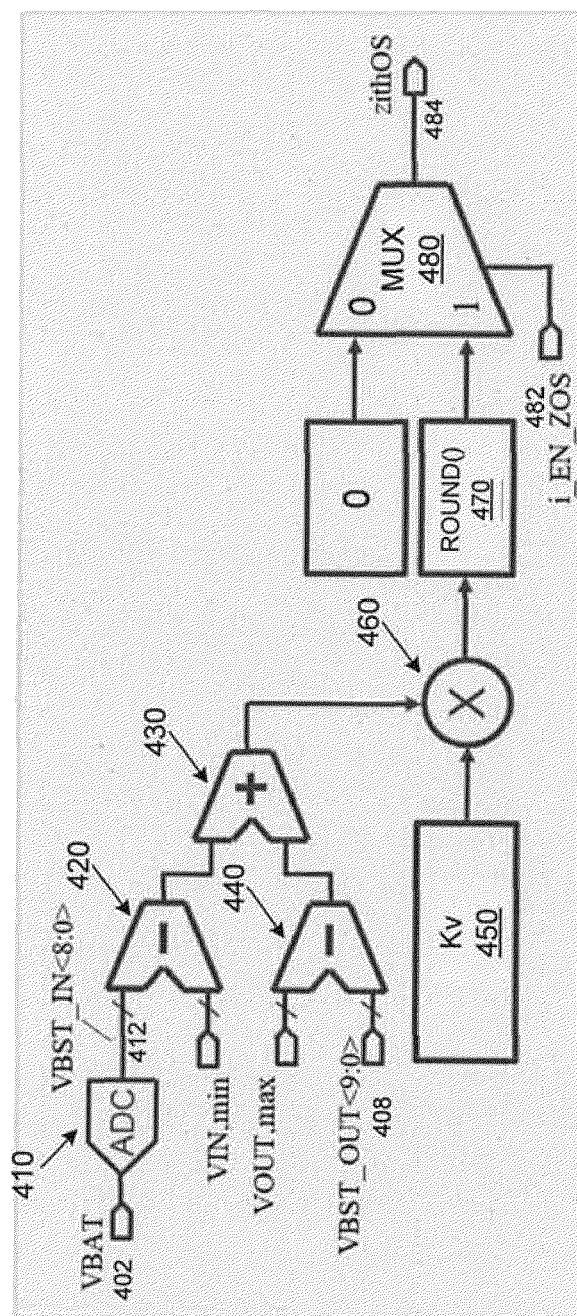 VBAT
402
410
ADC
VBST_IN<8:0>
412
420
−
VIN.min
VOUT.max
VBST_OUT<9:0>
408
440
−
430
+
Kv
450
460
X
0
ROUND()
470
0
MUX
480
1
482
i_EN_ZOS
zithOS
484